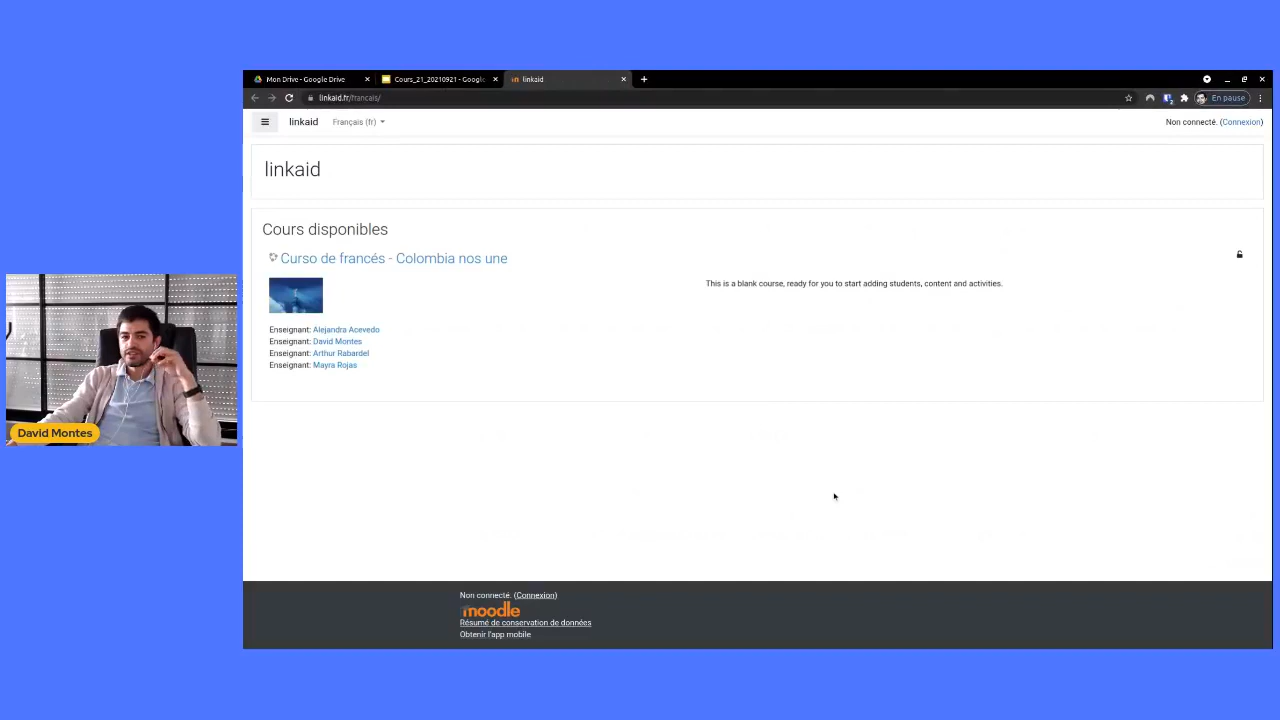 Mon Drive - Google Drive
Cours_21_20210921 - Google
linkaid
linkaid.fr/francais/
En pause
linkaid
Français (fr)
Non connecté. (Connexion)
linkaid
Cours disponibles
Curso de francés - Colombia nos une
This is a blank course, ready for you to start adding students, content and activities.
Enseignant: Alejandra Acevedo
Enseignant: David Montes
Enseignant: Arthur Rabardel
Enseignant: Mayra Rojas
David Montes
Non connecté. (Connexion)
moodle
Résumé de conservation de données
Obtenir l'app mobile